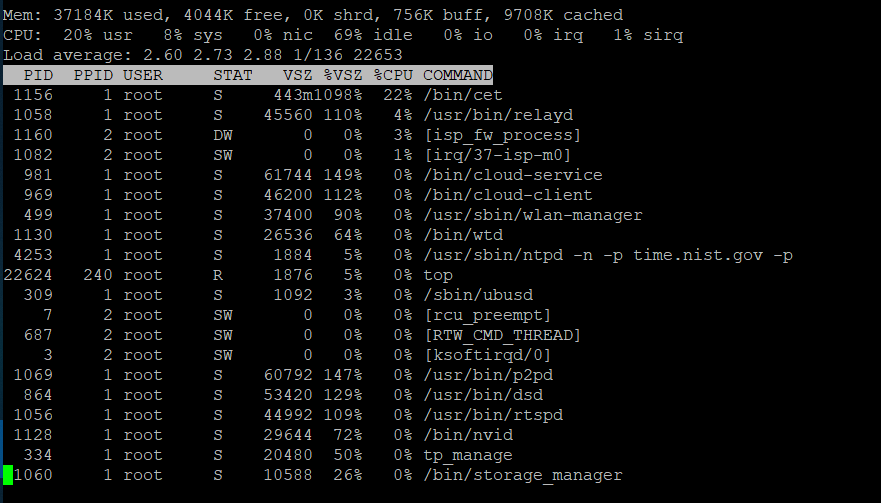 Mem: 37184K used, 4044K free, 0K shrd, 756K buff, 9708K cached
CPU:  20% usr   8% sys   0% nic  69% idle   0% io   0% irq   1% sirq
Load average: 2.60 2.73 2.88 1/136 22653
  PID  PPID USER     STAT   VSZ %VSZ %CPU COMMAND
 1156     1 root     S     443m1098%  22% /bin/cet
 1058     1 root     S    45560 110%   4% /usr/bin/relayd
 1160     2 root     DW       0   0%   3% [isp_fw_process]
 1082     2 root     SW       0   0%   1% [irq/37-isp-m0]
  981     1 root     S    61744 149%   0% /bin/cloud-service
  969     1 root     S    46200 112%   0% /bin/cloud-client
  499     1 root     S    37400  90%   0% /usr/sbin/wlan-manager
 1130     1 root     S    26536  64%   0% /bin/wtd
 4253     1 root     S     1884   5%   0% /usr/sbin/ntpd -n -p time.nist.gov -p
22624   240 root     R     1876   5%   0% top
  309     1 root     S     1092   3%   0% /sbin/ubusd
    7     2 root     SW       0   0%   0% [rcu_preempt]
  687     2 root     SW       0   0%   0% [RTW_CMD_THREAD]
    3     2 root     SW       0   0%   0% [ksoftirqd/0]
 1069     1 root     S    60792 147%   0% /usr/bin/p2pd
  864     1 root     S    53420 129%   0% /usr/bin/dsd
 1056     1 root     S    44992 109%   0% /usr/bin/rtspd
 1128     1 root     S    29644  72%   0% /bin/nvid
  334     1 root     S    20480  50%   0% tp_manage
 1060     1 root     S    10588  26%   0% /bin/storage_manager